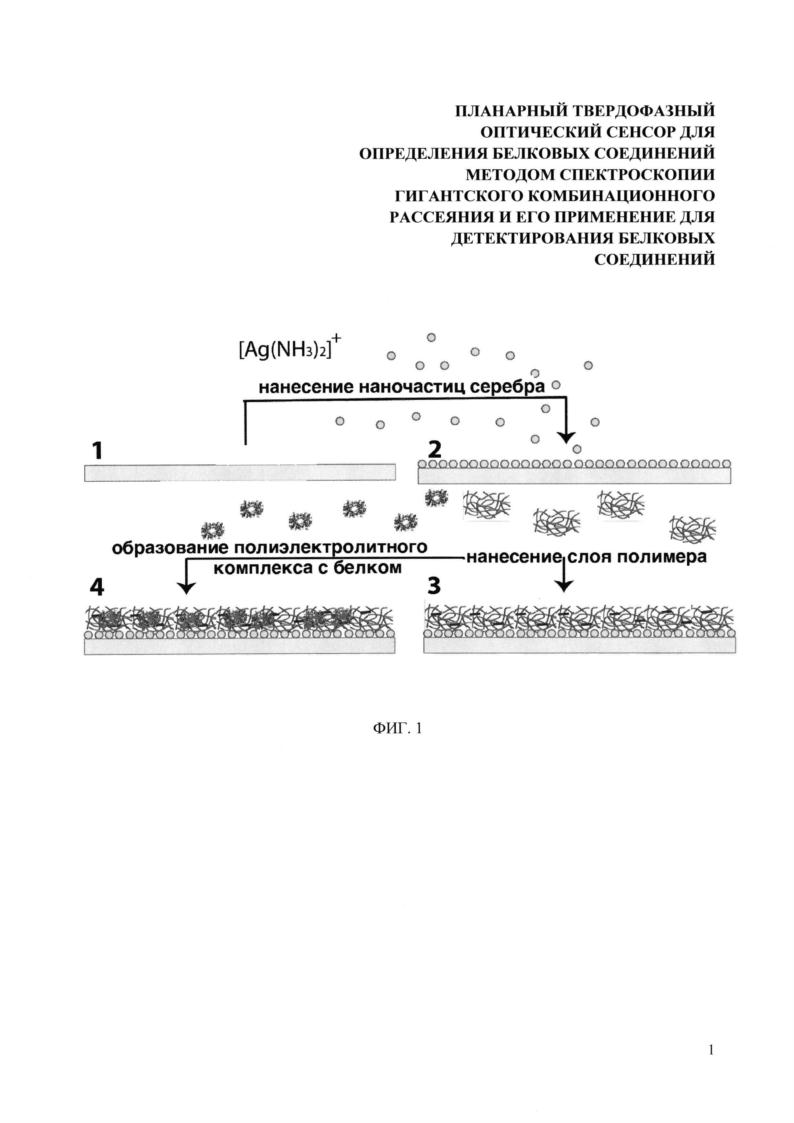 ПЛАНАРНЫЙ ТВЕРДОФАЗНЫЙ
ОПТИЧЕСКИЙ СЕНСОР ДЛЯ
ОПРЕДЕЛЕНИЯ БЕЛКОВЫХ СОЕДИНЕНИЙ
МЕТОДОМ СПЕКТРОСКОПИИ
ГИГАНТСКОГО КОМБИНАЦИОННОГО
РАССЕЯНИЯ И ЕГО ПРИМЕНЕНИЕ ДЛЯ
ДЕТЕКТИРОВАНИЯ БЕЛКОВЫХ
СОЕДИНЕНИЙ
[Ag(NH₃)₂]⁺
нанесение наночастиц серебра
1
2
образование полиэлектролитного
комплекса с белком
нанесение слоя полимера
4
3
ФИГ. 1
1